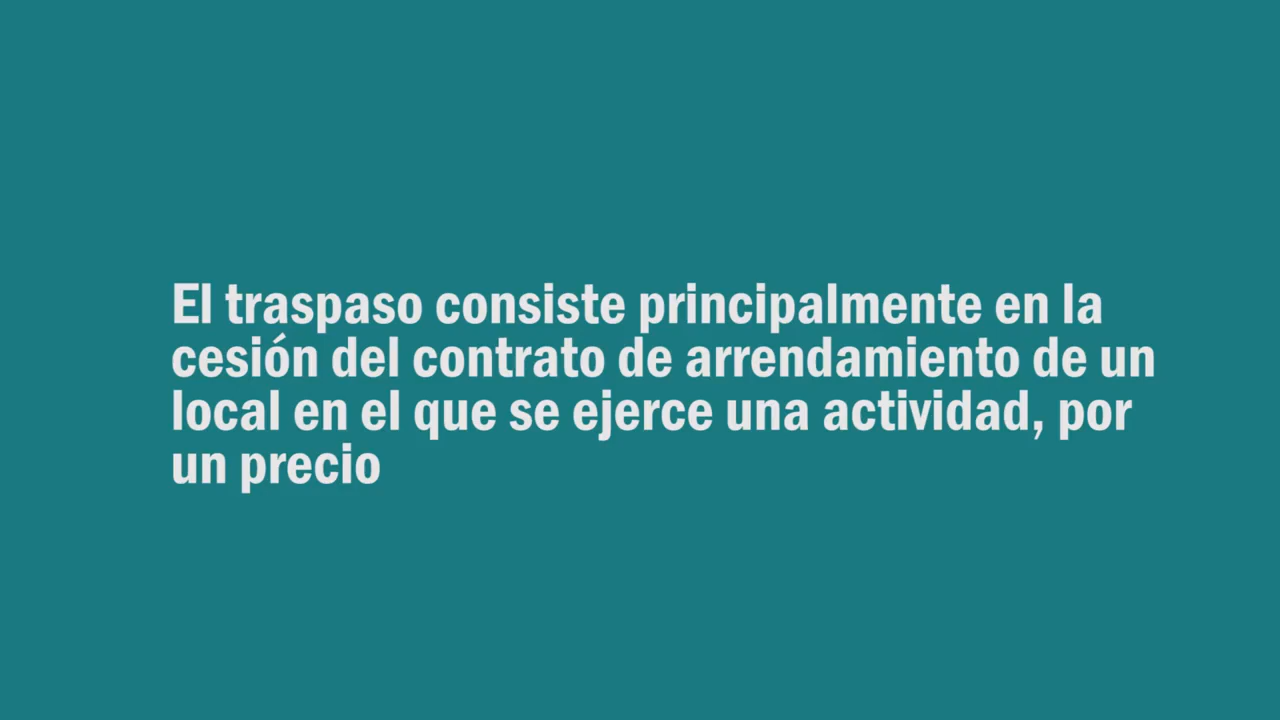 El traspaso consiste principalmente en la
cesión del contrato de arrendamiento de un
local en el que se ejerce una actividad, por
un precio